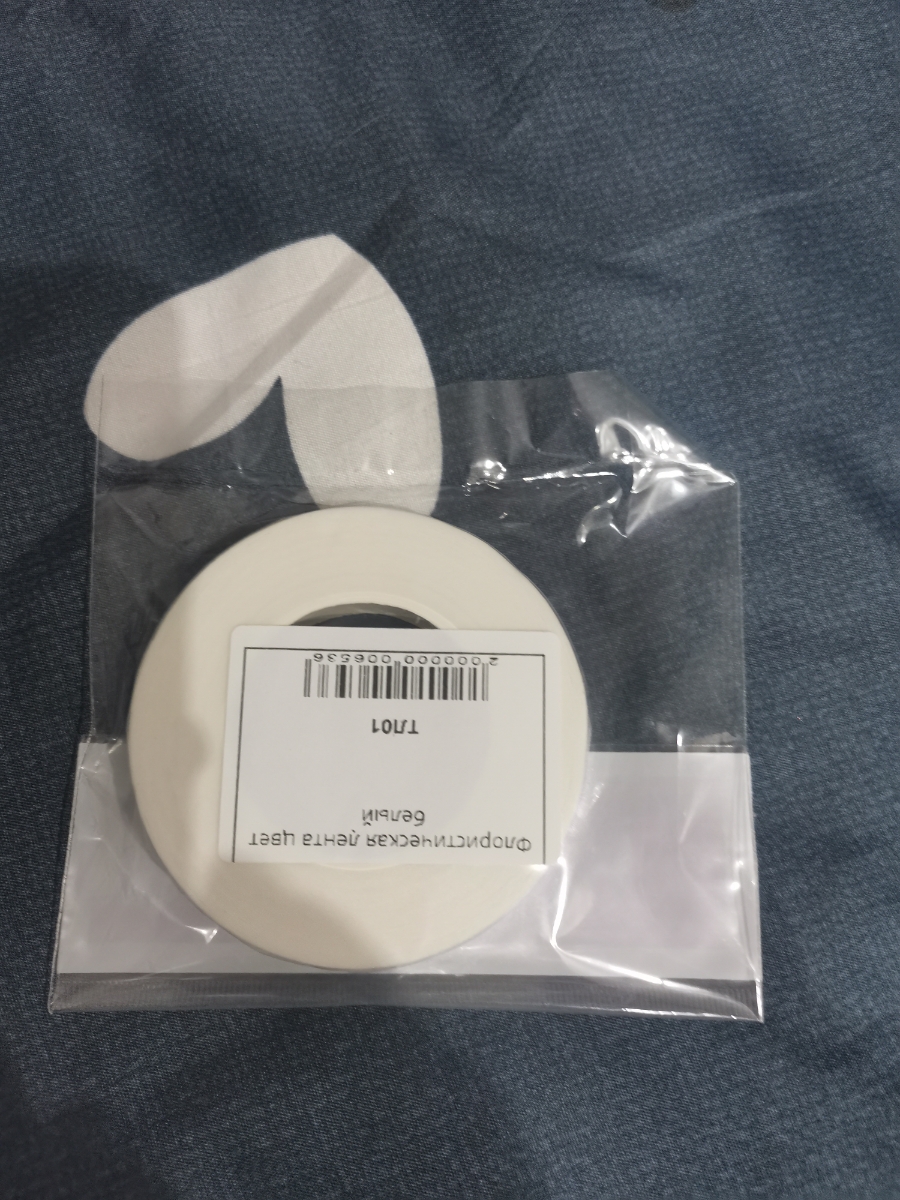 Флористическая лента цвет
белый
ТЛ01
2 000000 006536